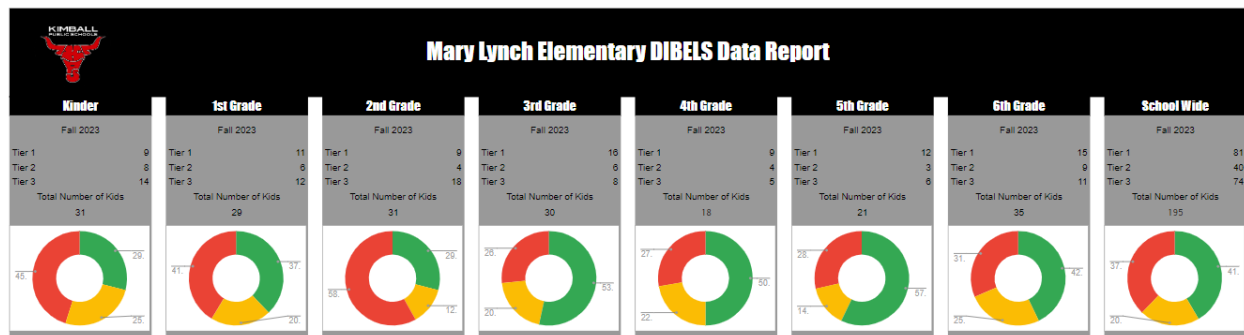 KIMBALL
PUBLIC SCHOOLS
Mary Lynch Elementary DIBELS Data Report
Kinder
Fall 2023
Tier 1 9
Tier 2 8
Tier 3 14
Total Number of Kids
31
29.
45.
25.
1st Grade
Fall 2023
Tier 1 11
Tier 2 6
Tier 3 12
Total Number of Kids
29
41.
37.
20.
2nd Grade
Fall 2023
Tier 1 9
Tier 2 4
Tier 3 18
Total Number of Kids
31
29.
58.
12.
3rd Grade
Fall 2023
Tier 1 16
Tier 2 6
Tier 3 8
Total Number of Kids
30
26.
53.
20.
4th Grade
Fall 2023
Tier 1 9
Tier 2 4
Tier 3 5
Total Number of Kids
18
27.
50.
22.
5th Grade
Fall 2023
Tier 1 12
Tier 2 3
Tier 3 6
Total Number of Kids
21
28.
57.
14.
6th Grade
Fall 2023
Tier 1 15
Tier 2 9
Tier 3 11
Total Number of Kids
35
31.
42.
25.
School Wide
Fall 2023
Tier 1 81
Tier 2 40
Tier 3 74
Total Number of Kids
195
37.
41.
20.